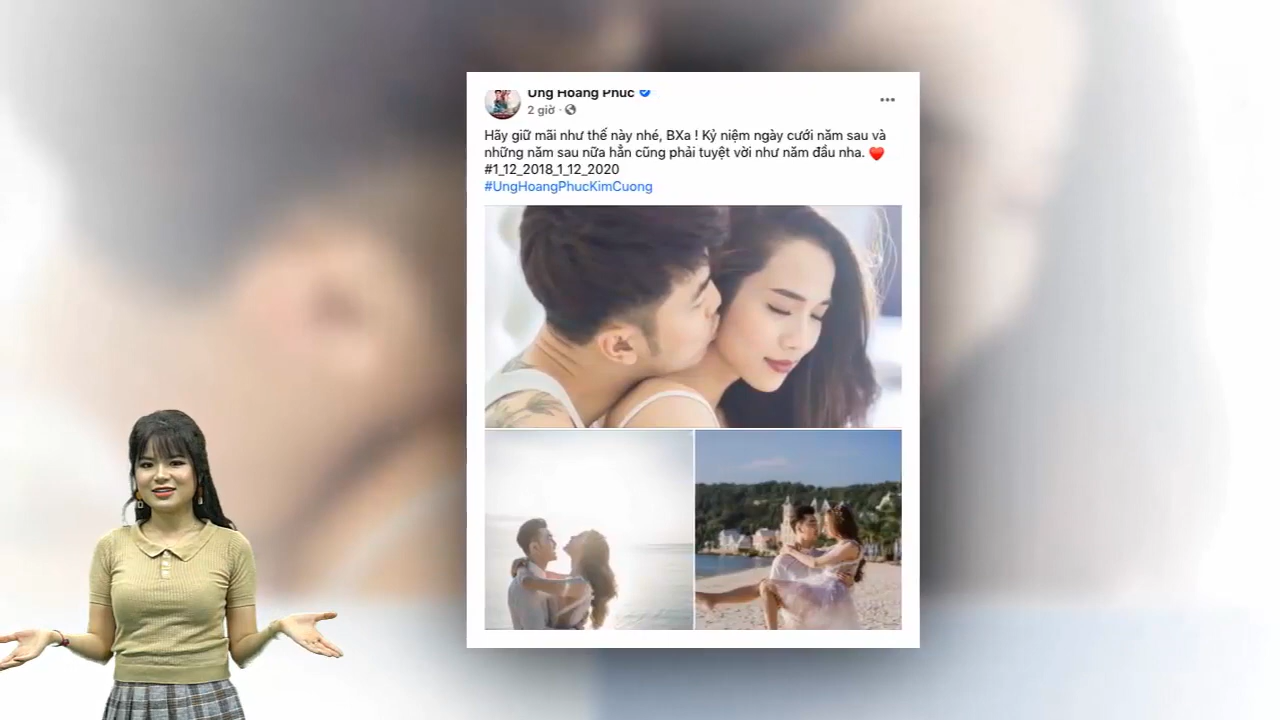 Ưng Hoàng Phúc
2 giờ ·
Hãy giữ mãi như thế này nhé, BXa ! Kỷ niệm ngày cưới năm sau và
những năm sau nữa hẳn cũng phải tuyệt vời như năm đầu nha. ❤️
#1_12_2018_1_12_2020
#UngHoangPhucKimCuong